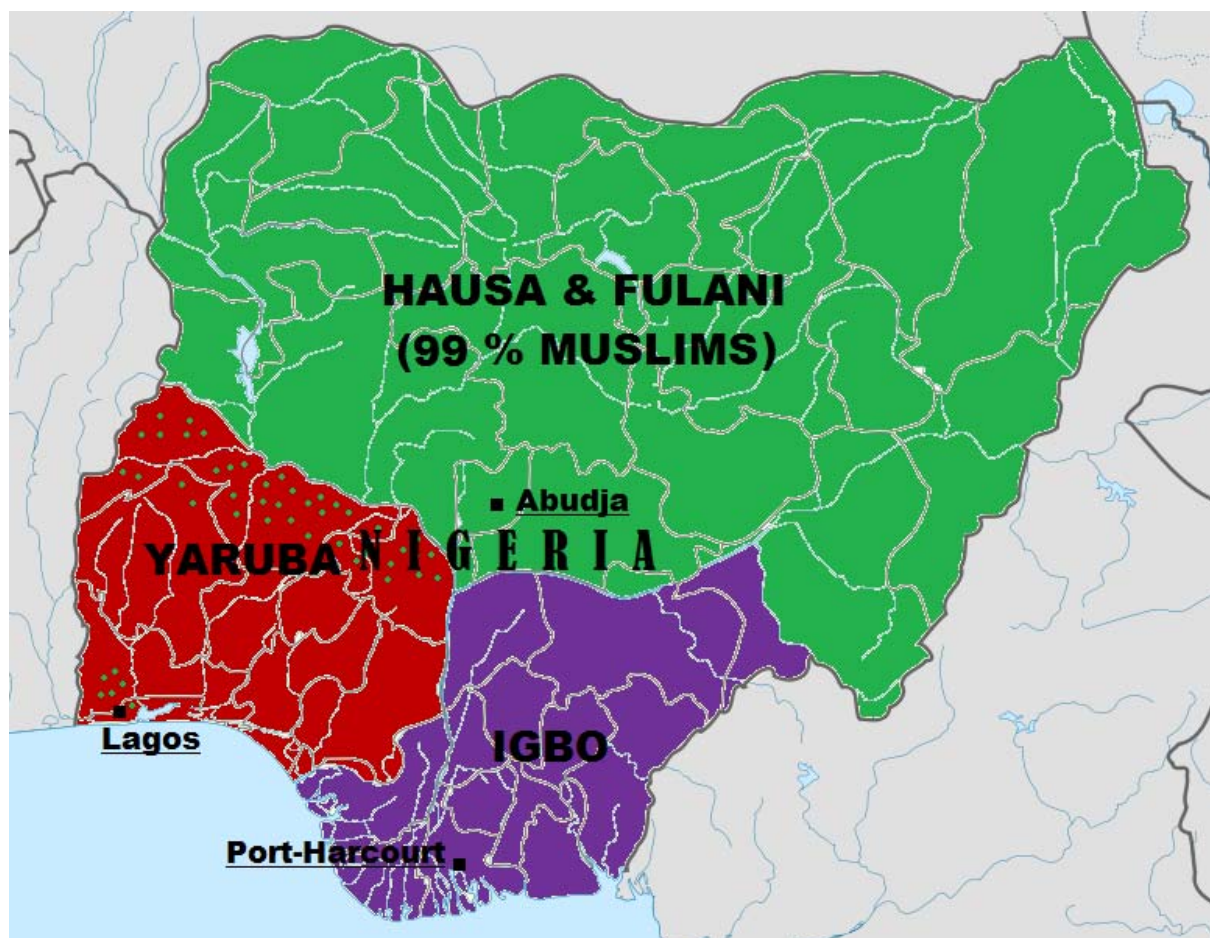 HAUSA & FULANI
(99 % MUSLIMS)
Abudja
NIGERIA
YARUBA
Lagos
IGBO
Port-Harcourt